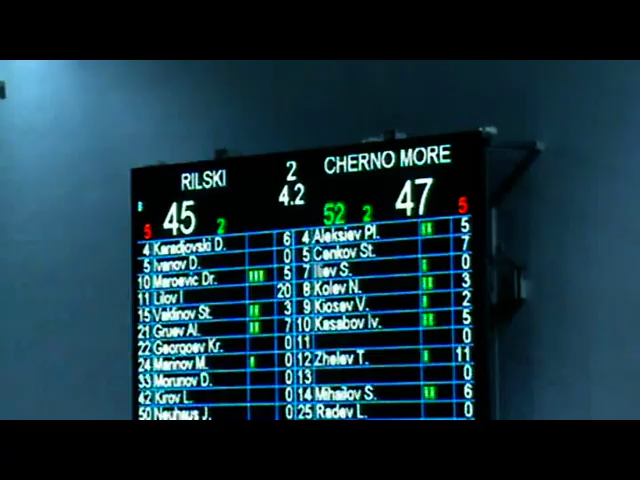 RILSKI 2 CHERNO MORE
4.2
45 47
5 2 52 2 5
4 Karadjovski D. 6 4 Aleksiev Pl. 5
5 Ivanov D. 0 5 Cenkov St. 7
10 Maroevic Dr. 5 7 Iliev S. 0
11 Lilov I 20 8 Kolev N. 3
15 Vaklinov St. 3 9 Kiosev V. 2
21 Gruev Al. 7 10 Kasabov Iv. 5
22 Georgoev Kr. 0 11 0
24 Marinov M. 0 12 Zhelev T. 11
33 Morunov D. 0 13 0
42 Kirov L. 0 14 Mihailov S. 6
50 Neuhaus J. 0 25 Radev L. 0